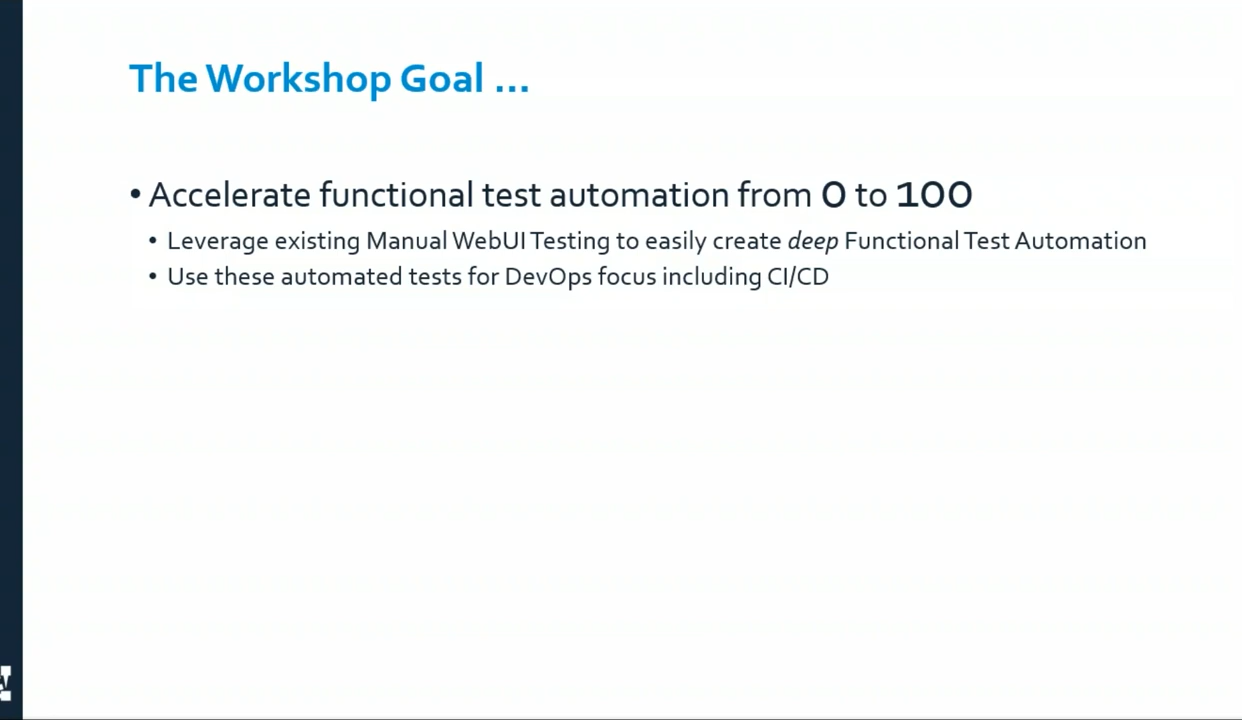 The Workshop Goal ...
• Accelerate functional test automation from 0 to 100
• Leverage existing Manual WebUI Testing to easily create deep Functional Test Automation
• Use these automated tests for DevOps focus including CI/CD